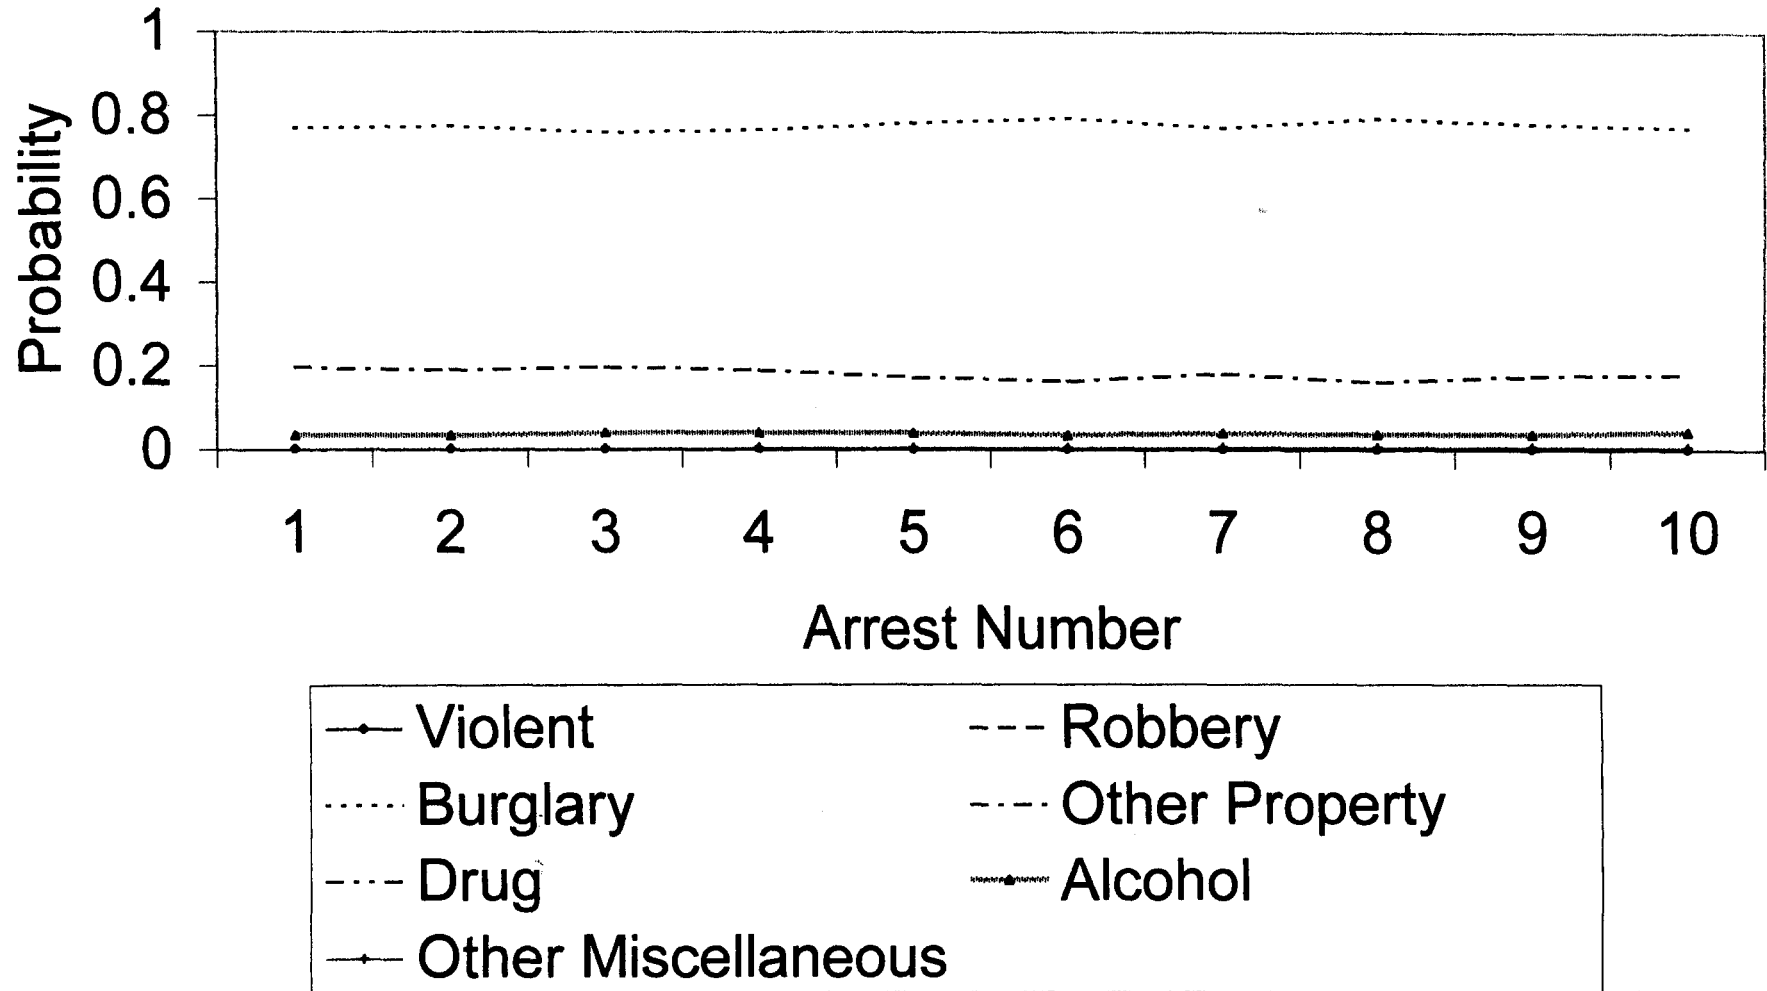 1
0.8
0.6
0.4
0.2
0
Probability
1 2 3 4 5 6 7 8 9 10
Arrest Number
Violent Robbery
Burglary Other Property
Drug Alcohol
Other Miscellaneous